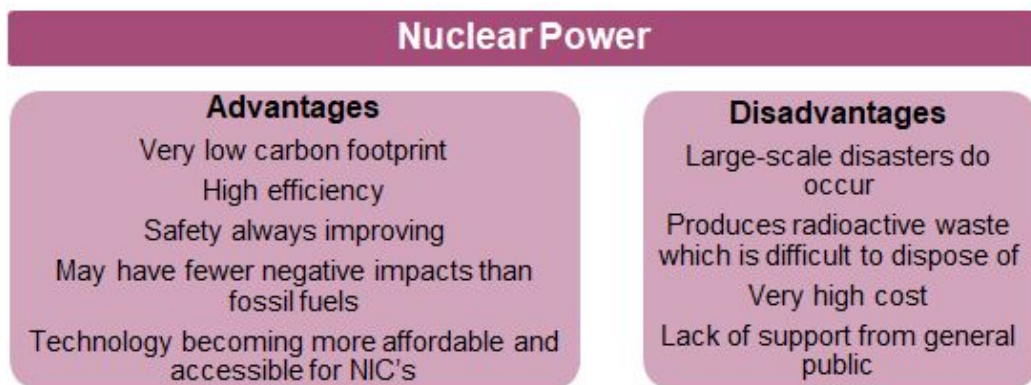 Nuclear Power
Advantages
Very low carbon footprint
High efficiency
Safety always improving
May have fewer negative impacts than
fossil fuels
Technology becoming more affordable and
accessible for NIC's
Disadvantages
Large-scale disasters do
occur
Produces radioactive waste
which is difficult to dispose of
Very high cost
Lack of support from general
public